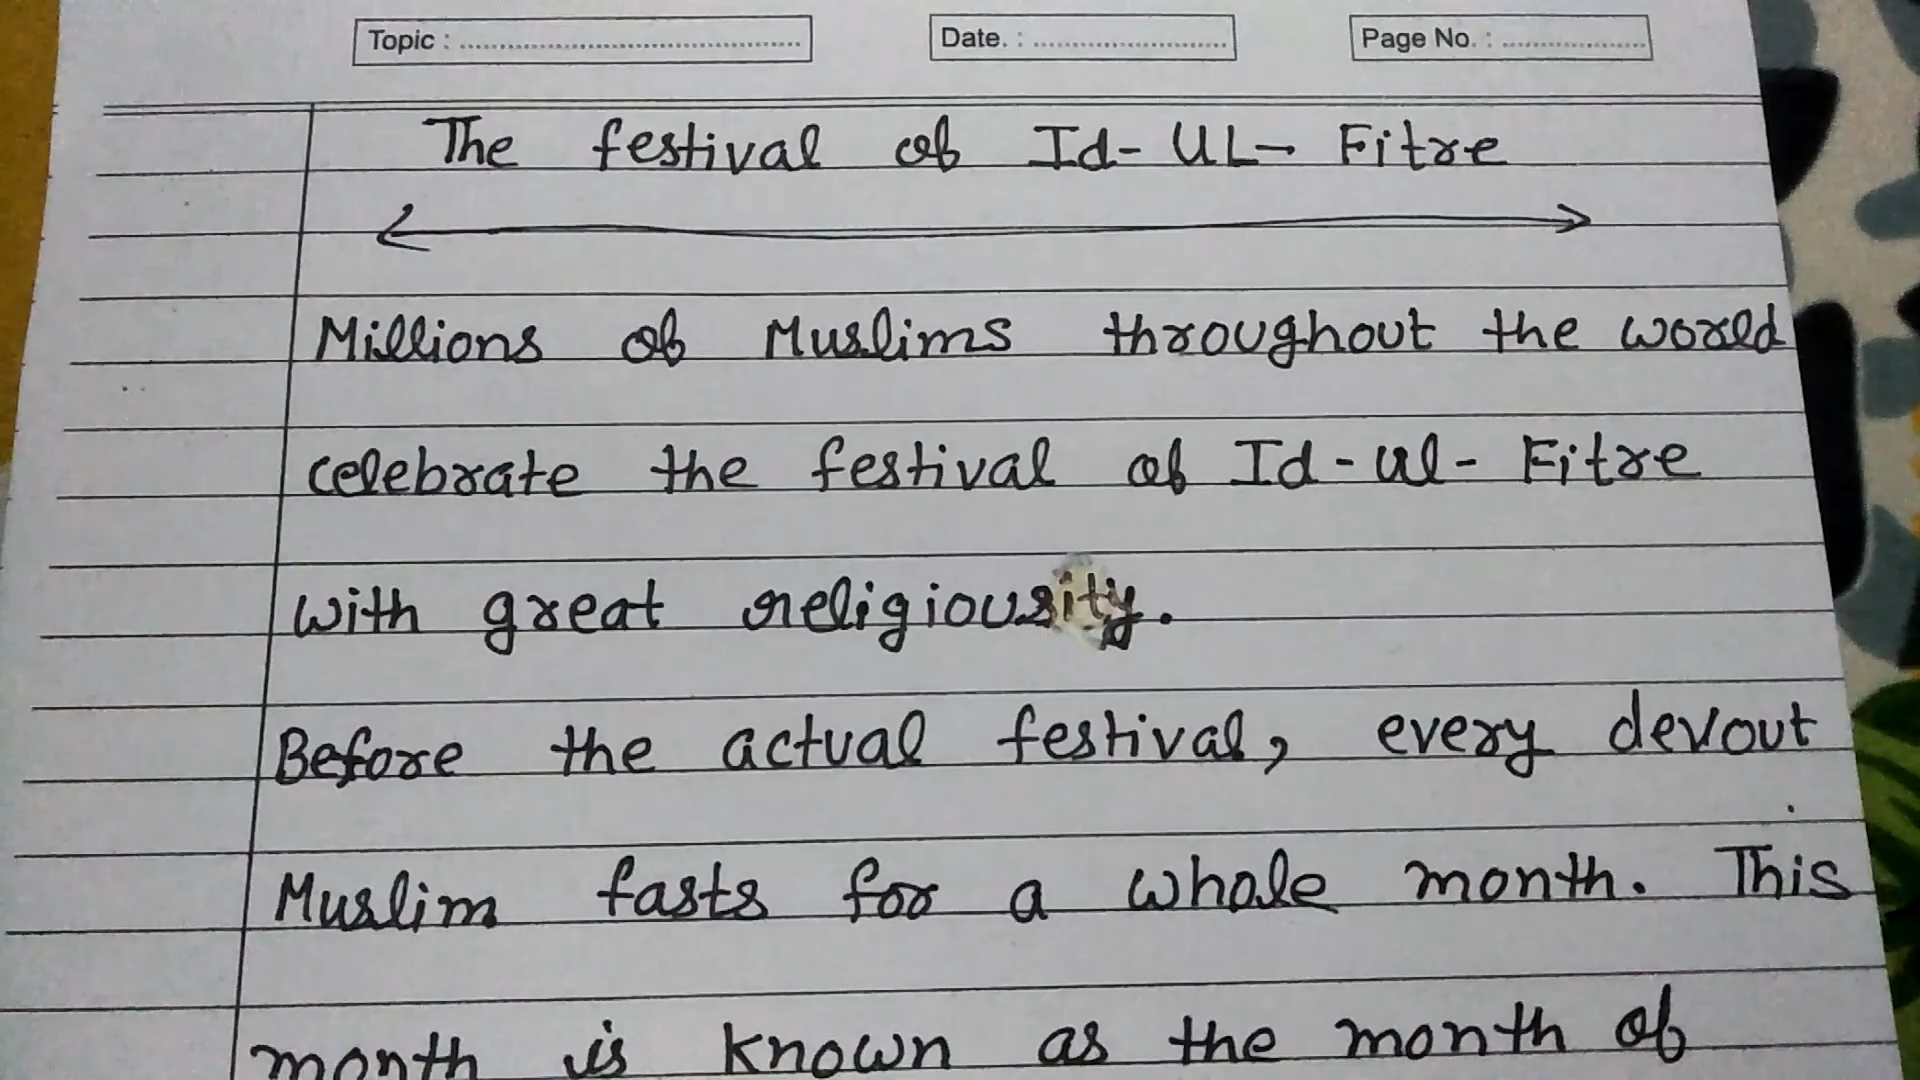 Topic : ........................................ Date. : ............................ Page No. : .....................
The festival of Id- UL- Fitre
Millions of Muslims throughout the world
celebrate the festival of Id-ul- Fitre
with great religiousity.
Before the actual festival, every devout
Muslim fasts for a whole month. This
month is known as the month of